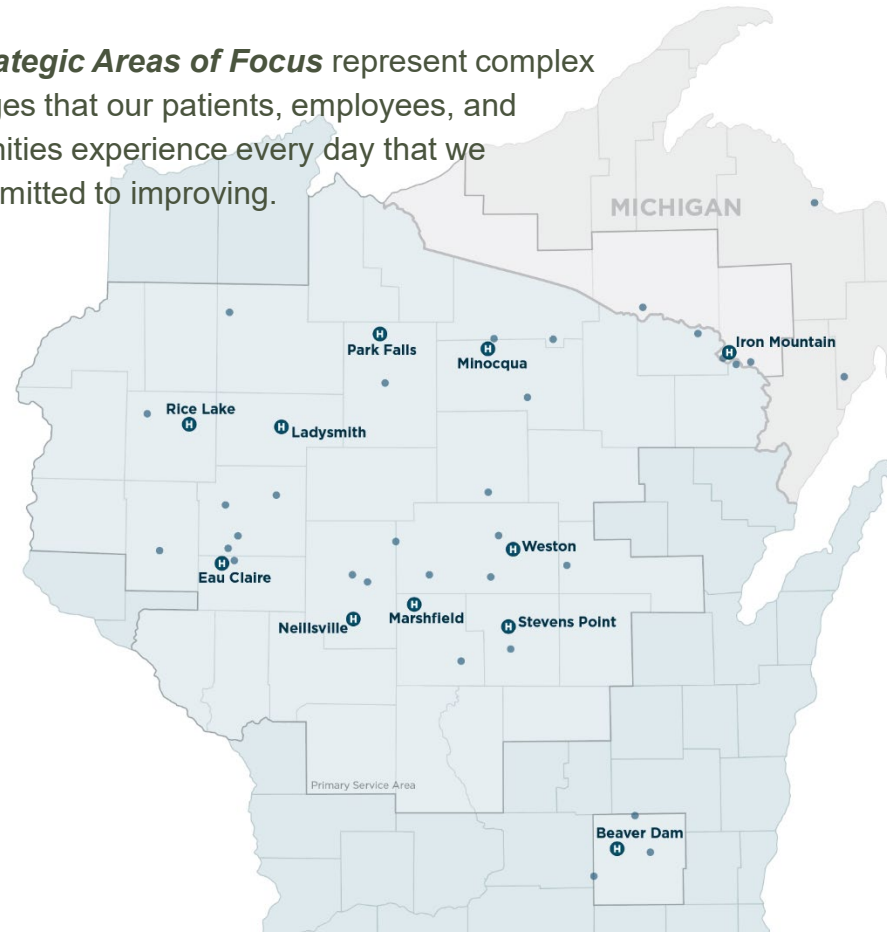 ategic Areas of Focus represent complex
ges that our patients, employees, and
nities experience every day that we
mitted to improving.
MICHIGAN
Iron Mountain
H
H
Park Falls
H
Minocqua
Rice Lake
H
H
Ladysmith
H
Weston
H
Eau Claire
H
Marshfield
Neillsville
H
H
Stevens Point
Primary Service Area
Beaver Dam
H